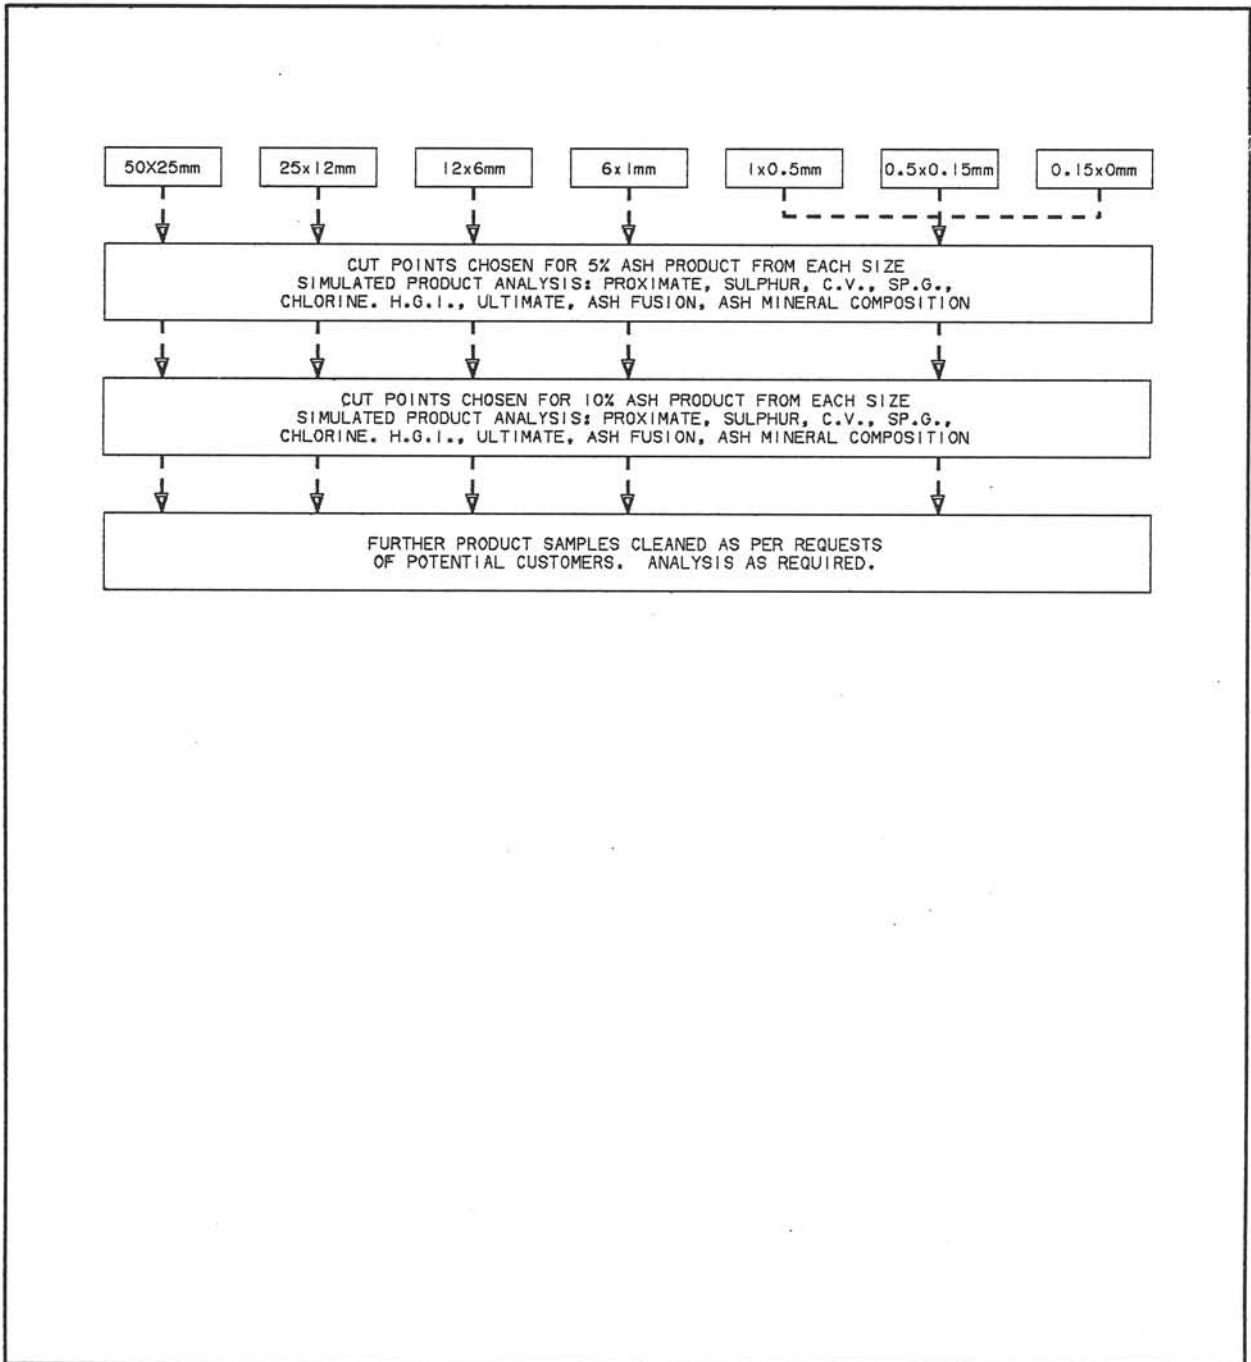 50X25mm 25x12mm 12x6mm 6x1mm 1x0.5mm 0.5x0.15mm 0.15x0mm
CUT POINTS CHOSEN FOR 5% ASH PRODUCT FROM EACH SIZE
SIMULATED PRODUCT ANALYSIS: PROXIMATE, SULPHUR, C.V., SP.G.,
CHLORINE. H.G.I., ULTIMATE, ASH FUSION, ASH MINERAL COMPOSITION
CUT POINTS CHOSEN FOR 10% ASH PRODUCT FROM EACH SIZE
SIMULATED PRODUCT ANALYSIS: PROXIMATE, SULPHUR, C.V., SP.G.,
CHLORINE. H.G.I., ULTIMATE, ASH FUSION, ASH MINERAL COMPOSITION
FURTHER PRODUCT SAMPLES CLEANED AS PER REQUESTS
OF POTENTIAL CUSTOMERS. ANALYSIS AS REQUIRED.